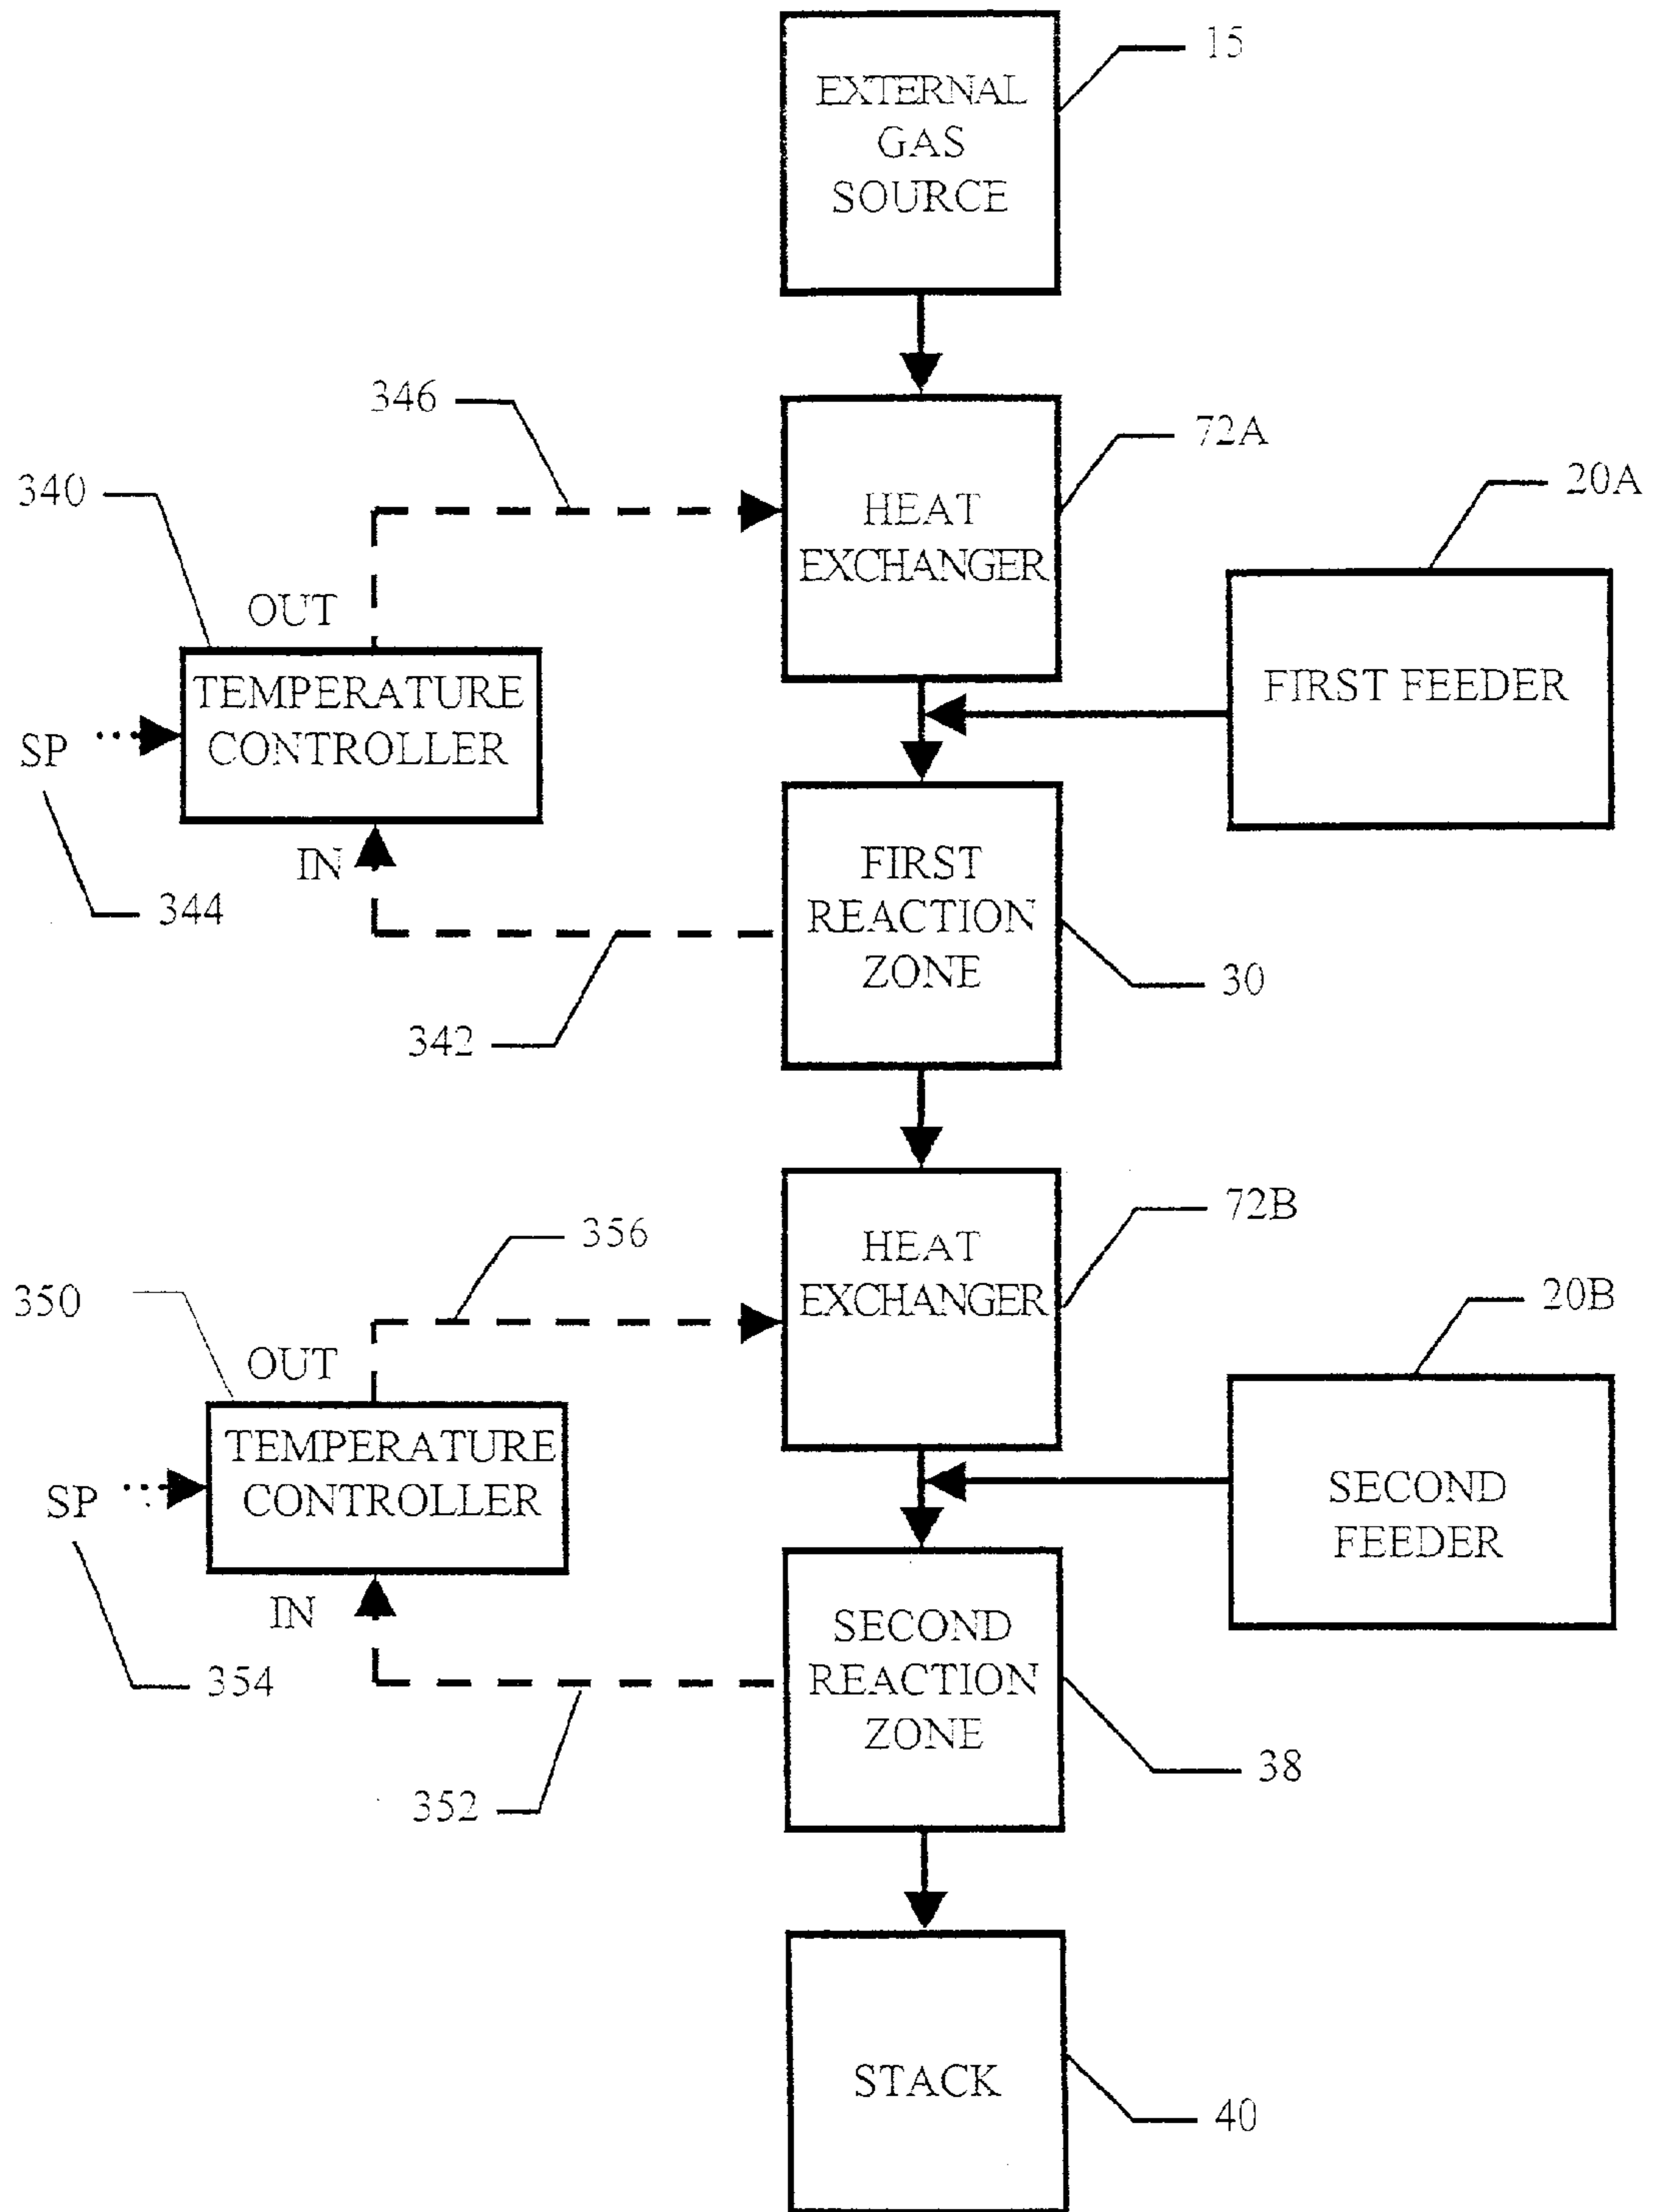 15
EXTERNAL
GAS
SOURCE
346
72A
340
20A
HEAT
EXCHANGER
OUT
FIRST FEEDER
TEMPERATURE
CONTROLLER
SP
IN
FIRST
REACTION
ZONE
344
30
342
72B
356
HEAT
EXCHANGER
350
20B
OUT
TEMPERATURE
CONTROLLER
SP
SECOND
FEEDER
IN
SECOND
REACTION
ZONE
354
38
352
STACK
40